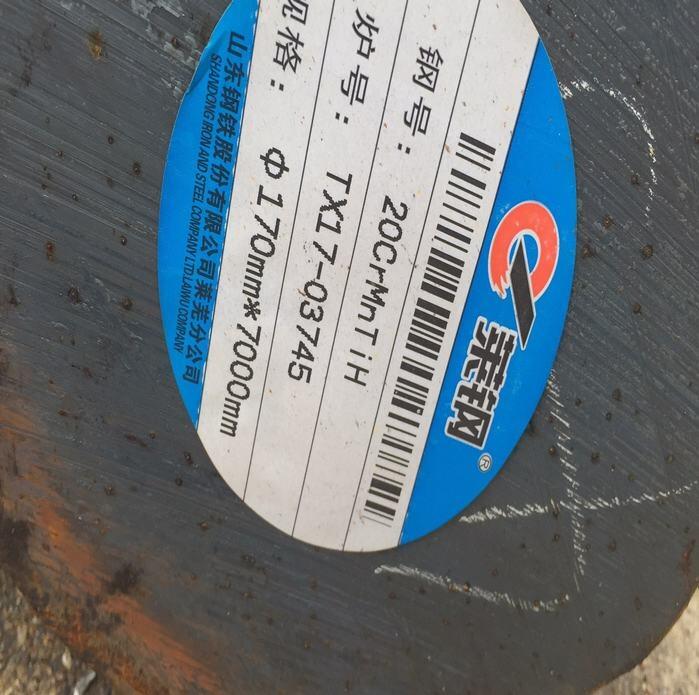 莱钢®
钢号： 20CrMnTiH
炉号： TX17-03745
规格： Φ170mm*7000mm
山东钢铁股份有限公司莱芜分公司
SHANDONG IRON AND STEEL COMPANY LTD.LAIWU COMPANY